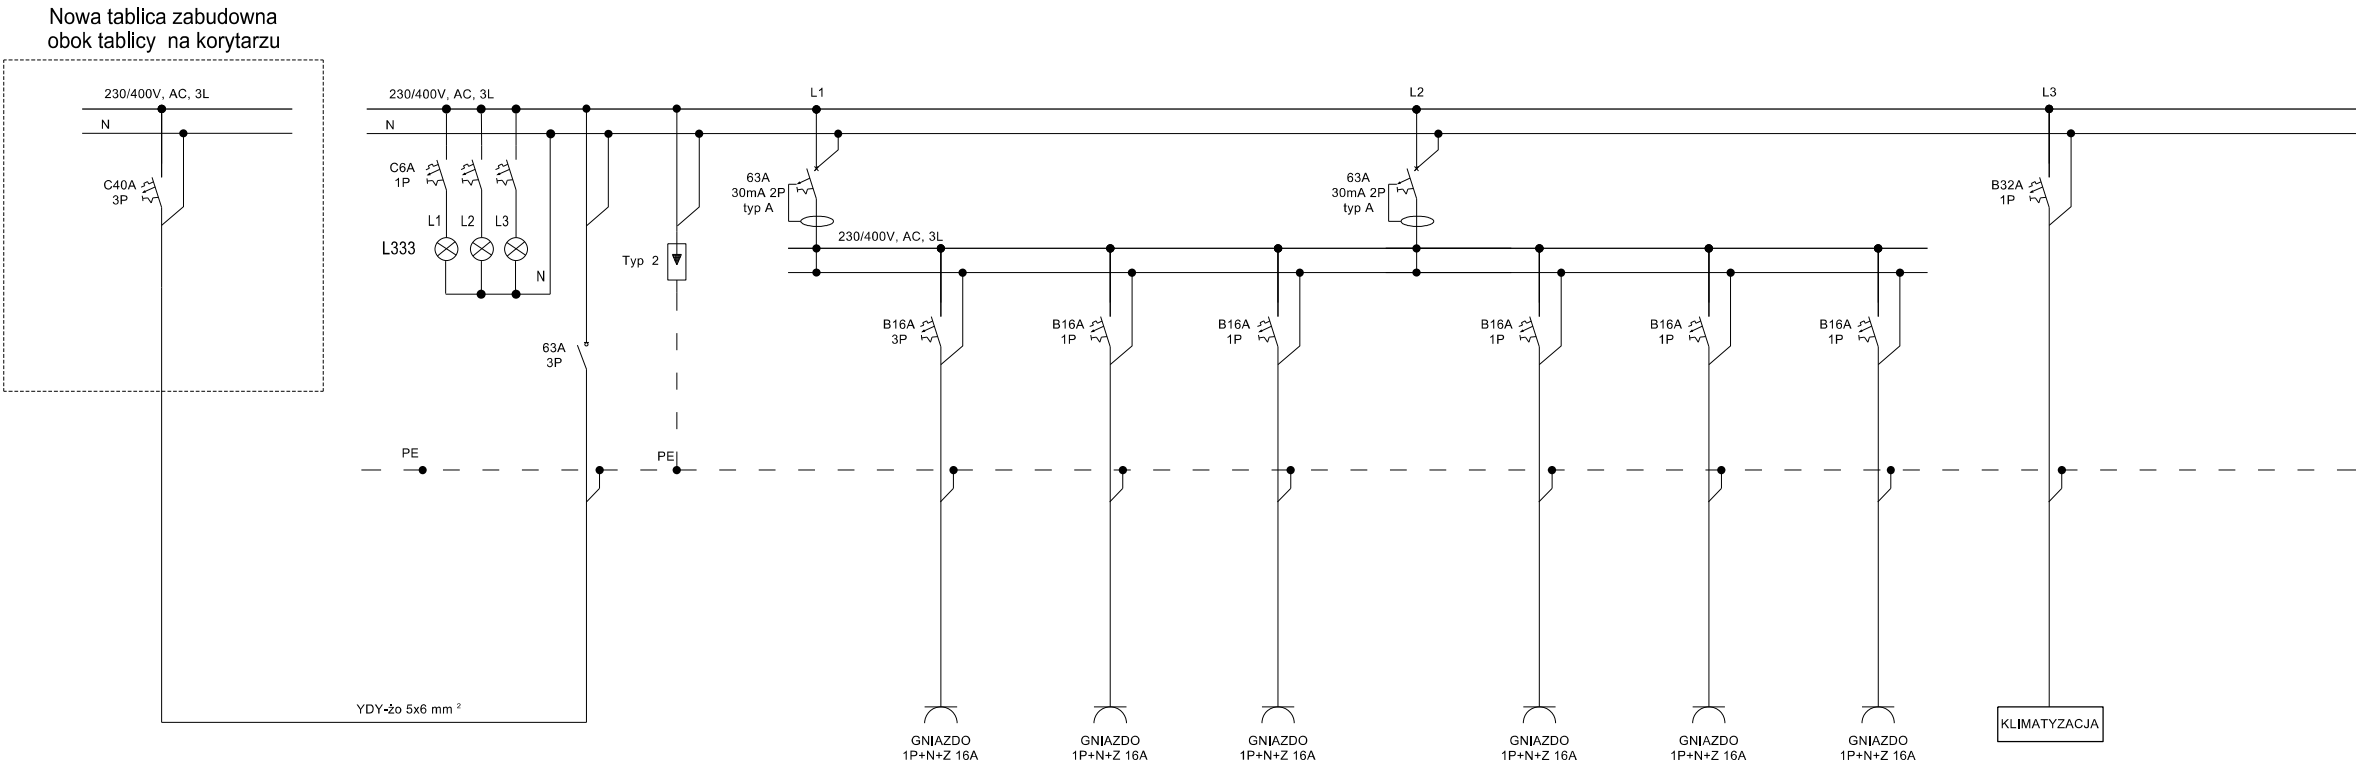 Nowa tablica zabudowna
obok tablicy na korytarzu
230/400V, AC, 3L
N
C40A
3P
230/400V, AC, 3L
N
C6A
1P
L1
L2
L3
L333
N
63A
3P
Typ 2
PE
PE
YDY-żo 5x6 mm ²
L1
63A
30mA 2P
typ A
230/400V, AC, 3L
L2
63A
30mA 2P
typ A
L3
B32A
1P
B16A
3P
B16A
1P
B16A
1P
B16A
1P
B16A
1P
B16A
1P
GNIAZDO
1P+N+Z 16A
GNIAZDO
1P+N+Z 16A
GNIAZDO
1P+N+Z 16A
GNIAZDO
1P+N+Z 16A
GNIAZDO
1P+N+Z 16A
GNIAZDO
1P+N+Z 16A
KLIMATYZACJA